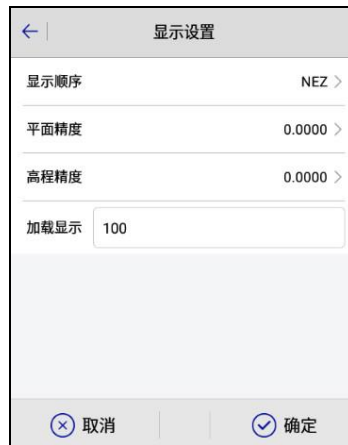 显示设置
显示顺序 NEZ
平面精度 0.0000
高程精度 0.0000
加载显示 100
取消 确定